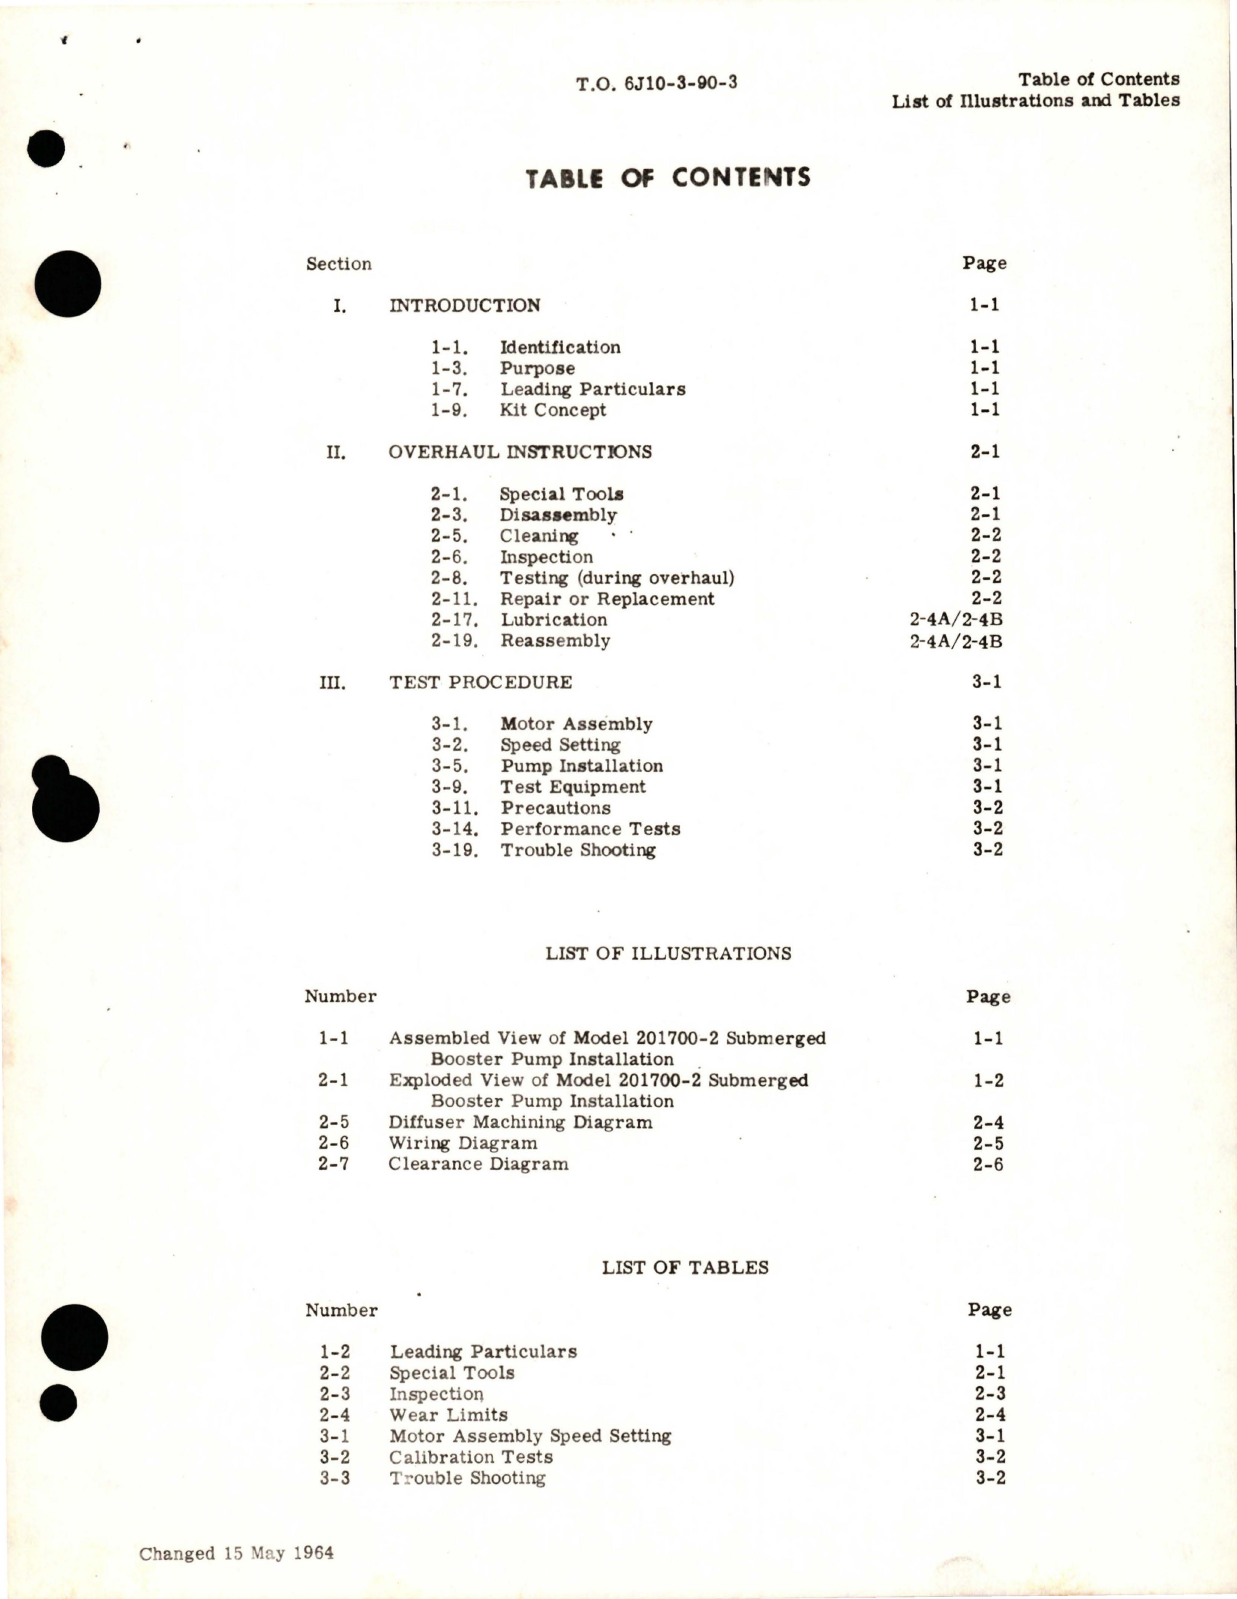 T.O. 6J10-3-90-3
Table of Contents
List of Illustrations and Tables
TABLE OF CONTENTS
Section Page
I. INTRODUCTION 1-1
1-1. Identification 1-1
1-3. Purpose 1-1
1-7. Leading Particulars 1-1
1-9. Kit Concept 1-1
II. OVERHAUL INSTRUCTIONS 2-1
2-1. Special Tools 2-1
2-3. Disassembly 2-1
2-5. Cleaning 2-2
2-6. Inspection 2-2
2-8. Testing (during overhaul) 2-2
2-11. Repair or Replacement 2-2
2-17. Lubrication 2-4A/2-4B
2-19. Reassembly 2-4A/2-4B
III. TEST PROCEDURE 3-1
3-1. Motor Assembly 3-1
3-2. Speed Setting 3-1
3-5. Pump Installation 3-1
3-9. Test Equipment 3-1
3-11. Precautions 3-2
3-14. Performance Tests 3-2
3-19. Trouble Shooting 3-2
LIST OF ILLUSTRATIONS
Number Page
1-1 Assembled View of Model 201700-2 Submerged 1-1
Booster Pump Installation
2-1 Exploded View of Model 201700-2 Submerged 1-2
Booster Pump Installation
2-5 Diffuser Machining Diagram 2-4
2-6 Wiring Diagram 2-5
2-7 Clearance Diagram 2-6
LIST OF TABLES
Number Page
1-2 Leading Particulars 1-1
2-2 Special Tools 2-1
2-3 Inspection 2-3
2-4 Wear Limits 2-4
3-1 Motor Assembly Speed Setting 3-1
3-2 Calibration Tests 3-2
3-3 Trouble Shooting 3-2
Changed 15 May 1964